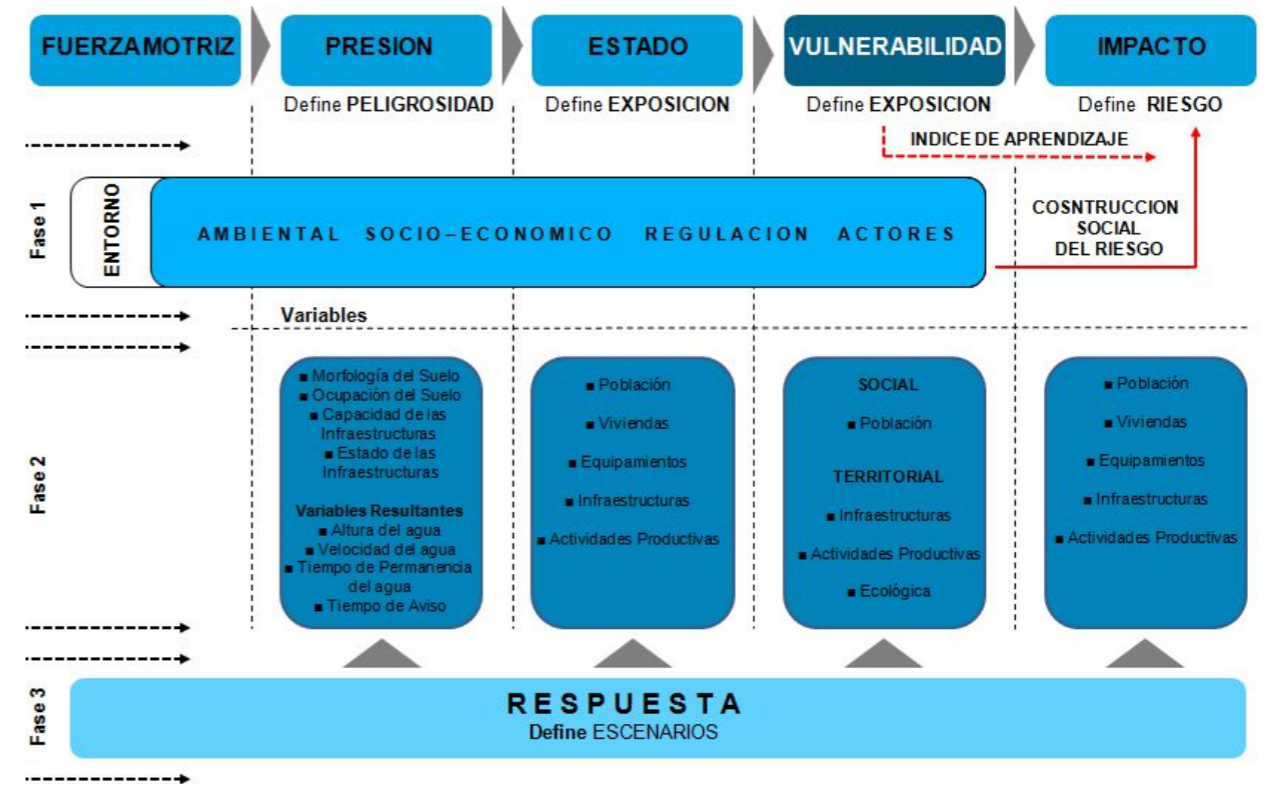 FUERZA MOTRIZ
PRESION
ESTADO
VULNERABILIDAD
IMPACTO
Define PELIGROSIDAD
Define EXPOSICION
Define EXPOSICION
Define RIESGO
INDICE DE APRENDIZAJE
Fase 1
ENTORNO
AMBIENTAL SOCIO–ECONOMICO REGULACION ACTORES
COSNTRUCCION
SOCIAL
DEL RIESGO
Variables
Fase 2
■ Morfología del Suelo
■ Ocupación del Suelo
■ Capacidad de las
Infraestructuras
■ Estado de las
Infraestructuras
Variables Resultantes
■ Altura del agua
■ Velocidad del agua
■ Tiempo de Permanencia
del agua
■ Tiempo de Aviso
■ Población
■ Viviendas
■ Equipamientos
■ Infraestructuras
■ Actividades Productivas
SOCIAL
■ Población
TERRITORIAL
■ Infraestructuras
■ Actividades Productivas
■ Ecológica
■ Población
■ Viviendas
■ Equipamientos
■ Infraestructuras
■ Actividades Productivas
Fase 3
RESPUESTA
Define ESCENARIOS